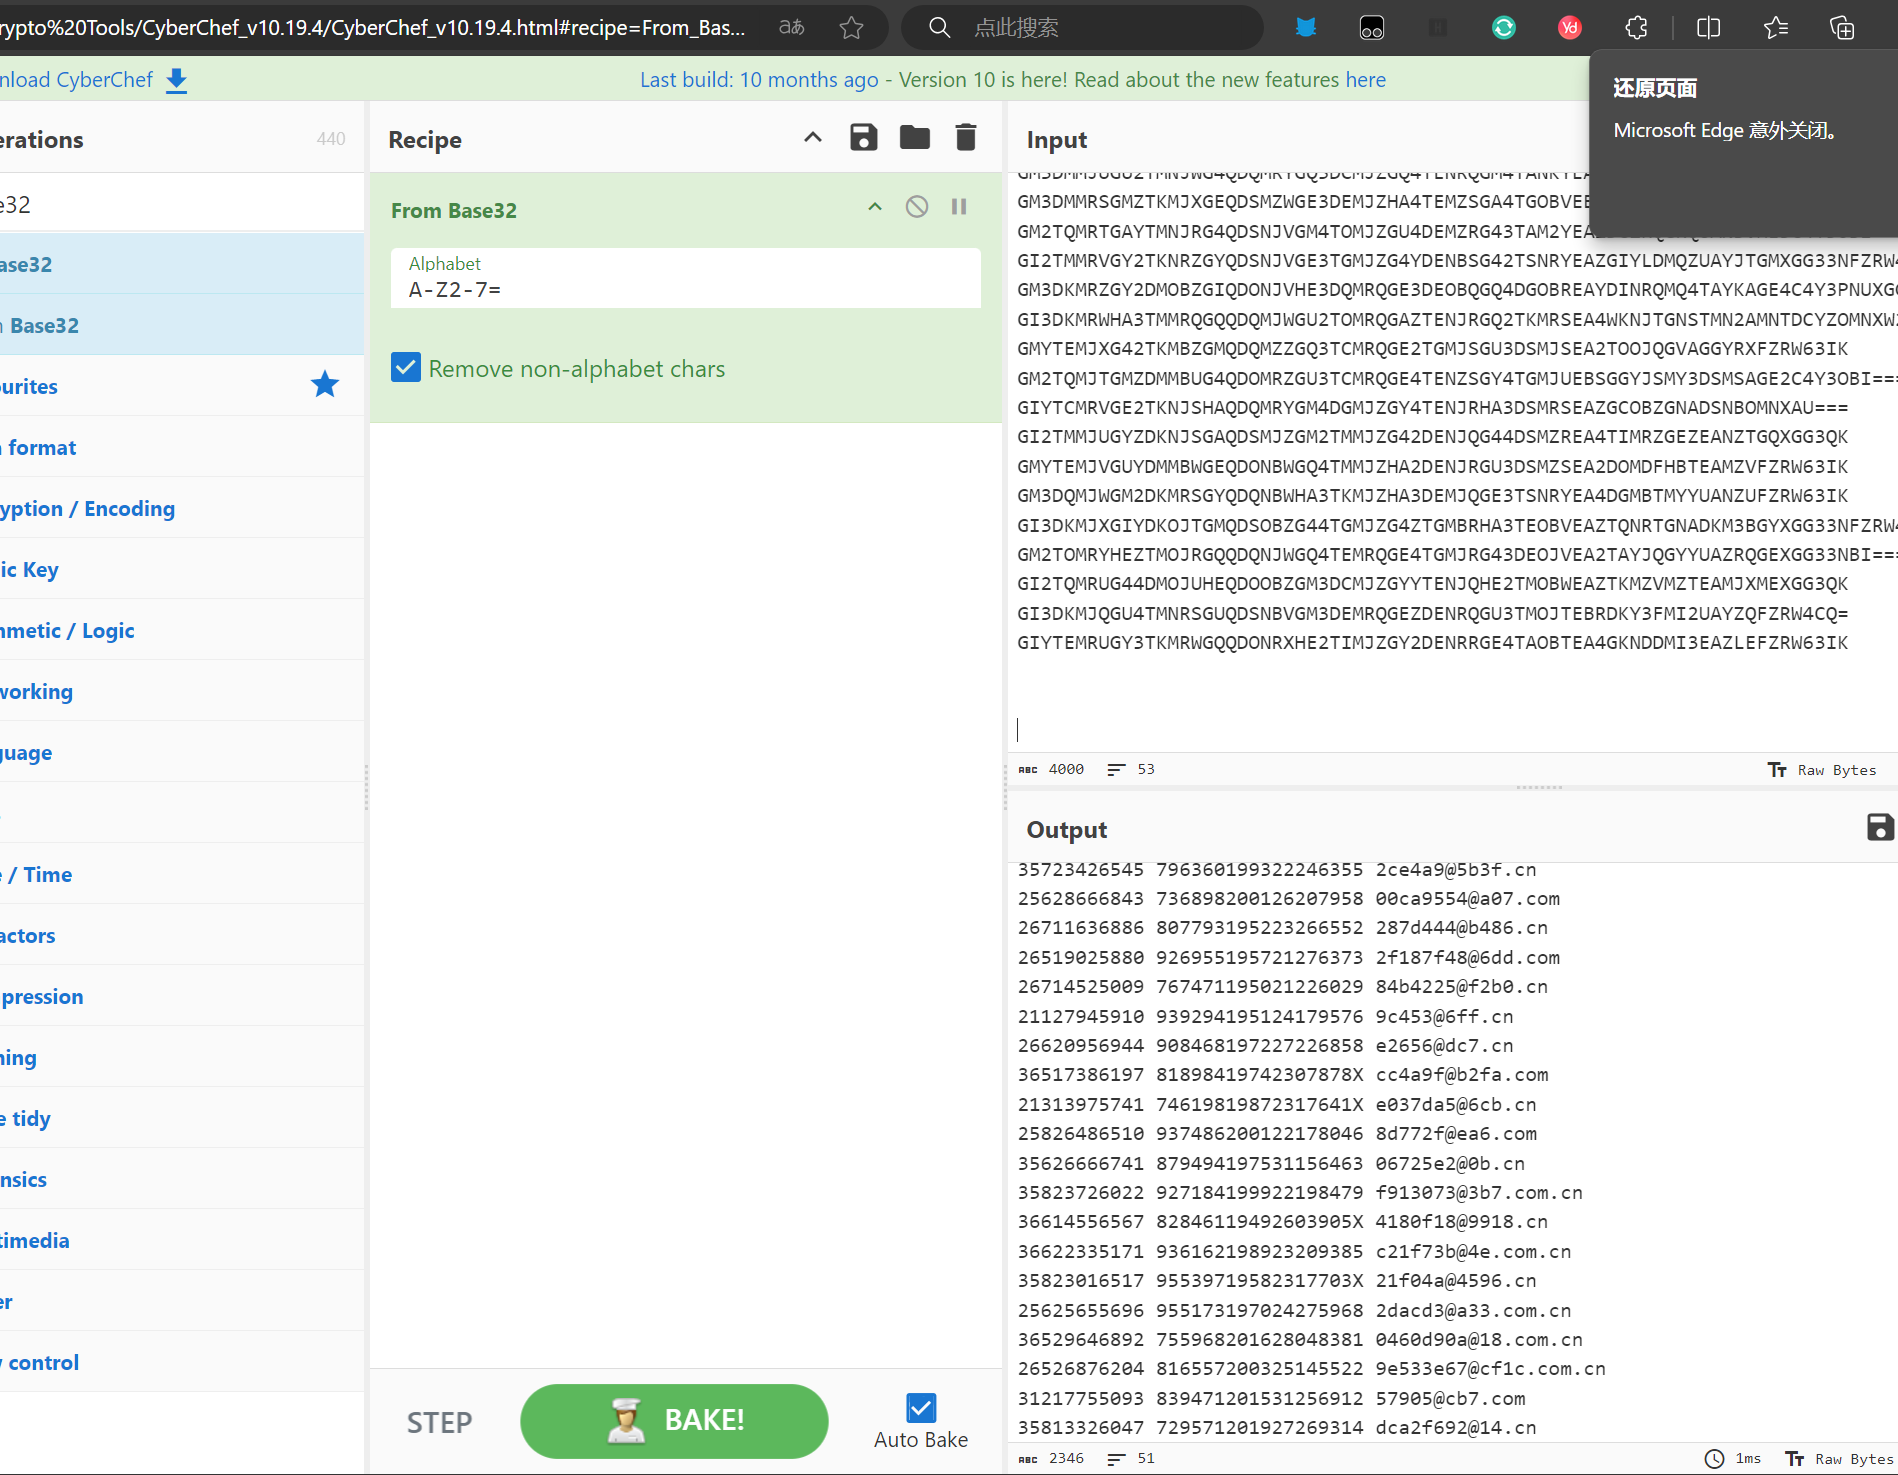 rypto%20Tools/CyberChef_v10.19.4/CyberChef_v10.19.4.html#recipe=From_Bas...
点此搜索
nload CyberChef
Last build: 10 months ago - Version 10 is here! Read about the new features here
还原页面
Microsoft Edge 意外关闭。
erations 440
e32
ase32
n Base32
ourites
n format
yption / Encoding
lic Key
hmetic / Logic
working
guage
e / Time
actors
pression
hing
e tidy
nsics
timedia
er
v control
Recipe
From Base32
Alphabet
A-Z2-7=
Remove non-alphabet chars
STEP
BAKE!
Auto Bake
Input
GM3DMMRSGMZTKMJXGEQDSMZWGE3DEMJZHA4TEMZSGA4TGOBVEE
GM2TQMRTGAYTMNJRG4QDSNJVGM4TOMJZGU4DEMZRG43TAM2YEA
GI2TMMRVGY2TKNRZGYQDSNJVGE3TGMJZG4YDENBSG42TSNRYEAZGIYLDMQZUAYJTGMXGG33NFZRW4
GM3DKMRZGY2DMOBZGIQDONJVHE3DQMRQGE3DEOBQGQ4DGOBREAYDINRQMQ4TAYKAGE4C4Y3PNUXGG
GI3DKMRWHA3TMMRQGQQDQMJWGU2TOMRQGAZTENJRGQ2TKMRSEA4WKNJTGNSTMN2AMNTDCYZOMNXW2
GMYTEMJXG42TKMBZGMQDQMZZGQ3TCMRQGE2TGMJSGU3DSMJSEA2TOOJQGVAGGYRXFZRW63IK
GM2TQMJTGMZDMMBUG4QDOMRZGU3TCMRQGE4TENZSGY4TGMJUEBSGGYJSMY3DSMSAGE2C4Y3OBI===
GIYTCMRVGE2TKNJSHAQDQMRYGM4DGMJZGY4TENJRHA3DSMRSEAZGCOBZGNADSNBOMNXAU===
GI2TMMJUGYZDKNJSGAQDSMJZGM2TMMJZG42DENJQG44DSMZREA4TIMRZGEZEANZTGQXGG3QK
GMYTEMJVGUYDMMBWGEQDONBWGQ4TMMJZHA2DENJRGU3DSMZSEA2DOMDFHBTEAMZVFZRW63IK
GM3DQMJWGM2DKMRSGYQDQNBWHA3TKMJZHA3DEMJQGE3TSNRYEA4DGMBTMYYUANZUFZRW63IK
GI3DKMJXGIYDKOJTGMQDSOBZG44TGMJZG4ZTGMBRHA3TEOBVEAZTQNRTGNADKM3BGYXGG33NFZRW4
GM2TOMRYHEZTMOJRGQQDQNJWGQ4TEMRQGE4TGMJRG43DEOJVEA2TAYJQGYYUAZRQGEXGG33NBI===
GI2TQMRUG44DMOJUHEQDOOBZGM3DCMJZGYYTENJQHE2TMOBWEAZTKMZVMZTEAMJXMEXGG3QK
GI3DKMJQGU4TMNRSGUQDSNBVGM3DEMRQGEZDENRQGU3TMOJTEBRDKY3FMI2UAYZQFZRW4CQ=
GIYTEMRUGY3TKMRWGQQDONRXHE2TIMJZGY2DENRRGE4TAOBTEA4GKNDDMI3EAZLEFZRW63IK
ABC 4000 53 Raw Bytes
Output
35723426545 796360199322246355 2ce4a9@5b3f.cn
25628666843 736898200126207958 00ca9554@a07.com
26711636886 807793195223266552 287d444@b486.cn
26519025880 926955195721276373 2f187f48@6dd.com
26714525009 767471195021226029 84b4225@f2b0.cn
21127945910 939294195124179576 9c453@6ff.cn
26620956944 908468197227226858 e2656@dc7.cn
36517386197 81898419742307878X cc4a9f@b2fa.com
21313975741 74619819872317641X e037da5@6cb.cn
25826486510 937486200122178046 8d772f@ea6.com
35626666741 879494197531156463 06725e2@0b.cn
35823726022 927184199922198479 f913073@3b7.com.cn
36614556567 82846119492603905X 4180f18@9918.cn
36622335171 936162198923209385 c21f73b@4e.com.cn
35823016517 95539719582317703X 21f04a@4596.cn
25625655696 955173197024275968 2dacd3@a33.com.cn
36529646892 755968201628048381 0460d90a@18.com.cn
26526876204 816557200325145522 9e533e67@cf1c.com.cn
31217755093 839471201531256912 57905@cb7.com
35813326047 729571201927269314 dca2f692@14.cn
ABC 2346 51 1ms Raw Bytes